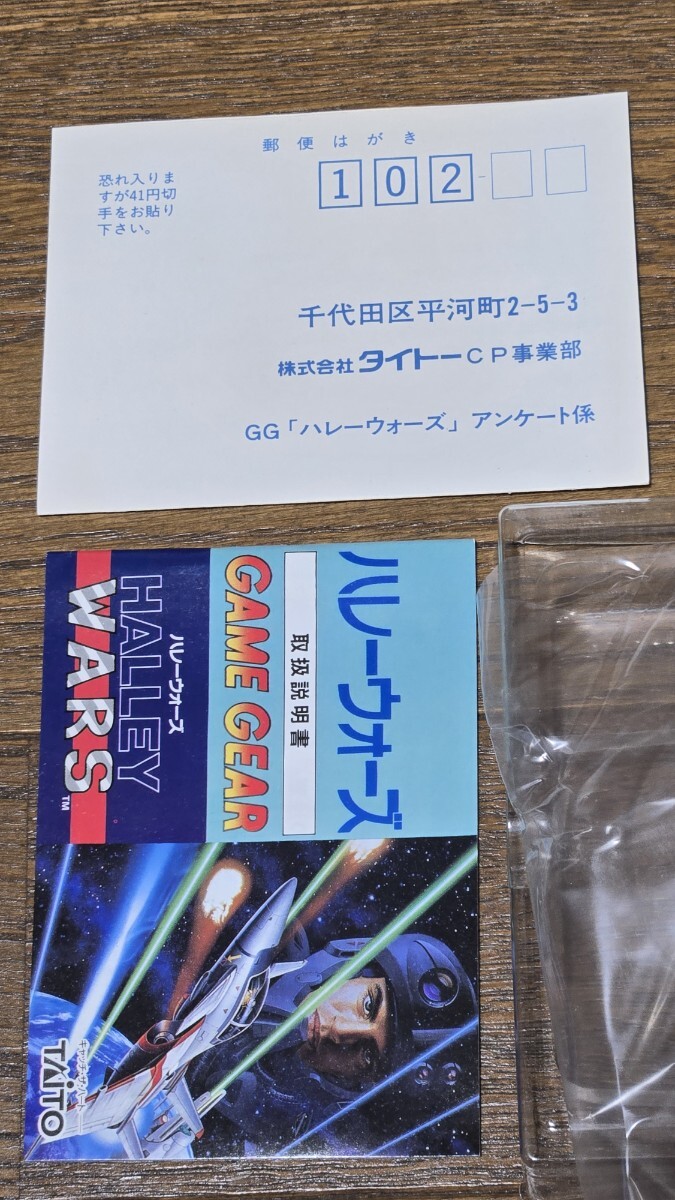 郵便はがき
恐れ入りま
すが41円切
手をお貼り
下さい。
102-
千代田区平河町2-5-3
株式会社タイトーCP事業部
GG「ハレーウォーズ」アンケート係
ハレーウォーズ
取扱説明書
GAME GEAR
ハレーウォーズ
HALLEY
WARS™
TAITO